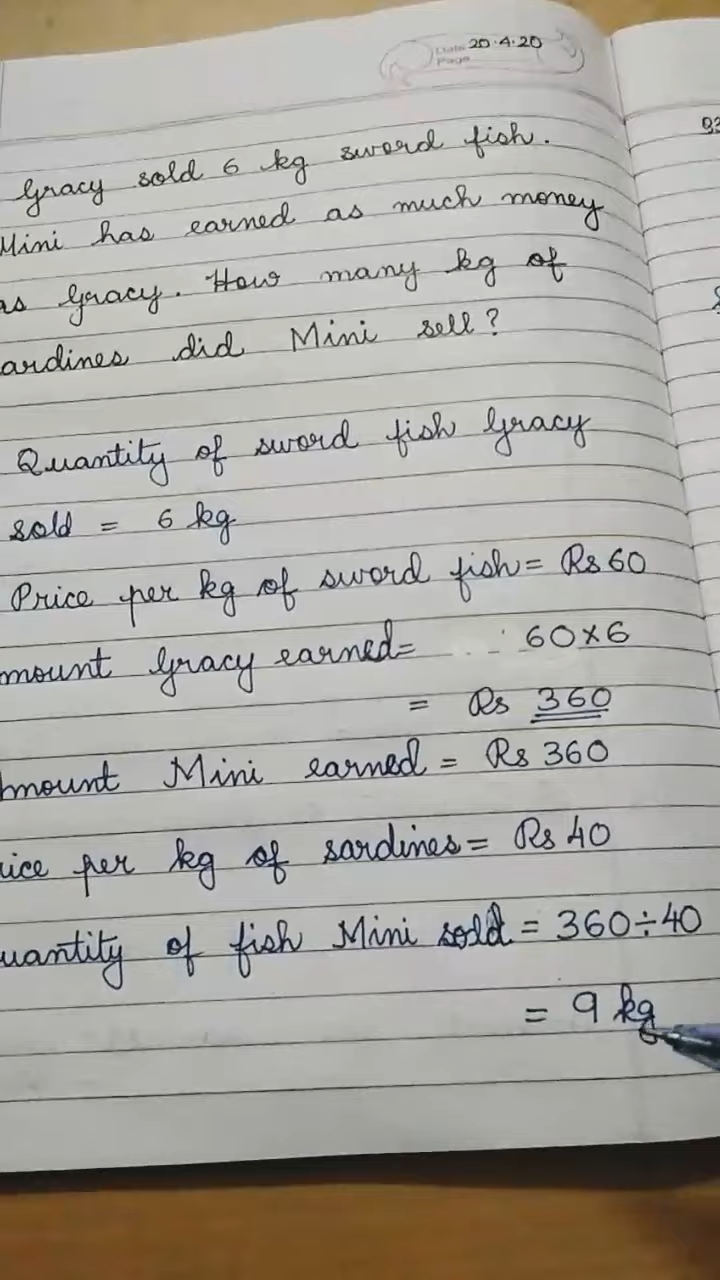 Date 20.4.20
Page
Gracy sold 6 kg sword fish.
Mini has earned as much money
as Gracy. How many kg of
ardines did Mini sell?
Quantity of sword fish Gracy
sold = 6 kg
Price per kg of sword fish = Rs 60
mount Gracy earned = 60×6
= Rs 360
Amount Mini earned = Rs 360
ice per kg of sardines = Rs 40
uantity of fish Mini sold = 360÷40
= 9 kg